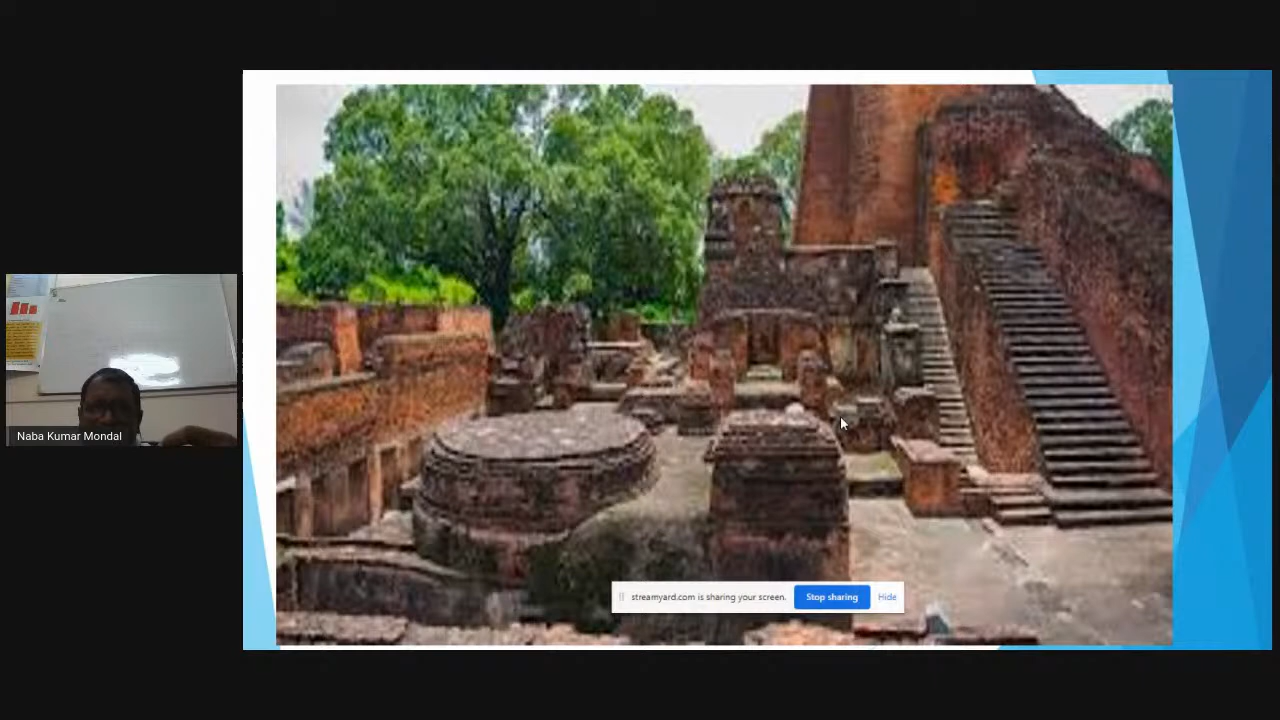 Naba Kumar Mondal
streamyard.com is sharing your screen.
Stop sharing
Hide